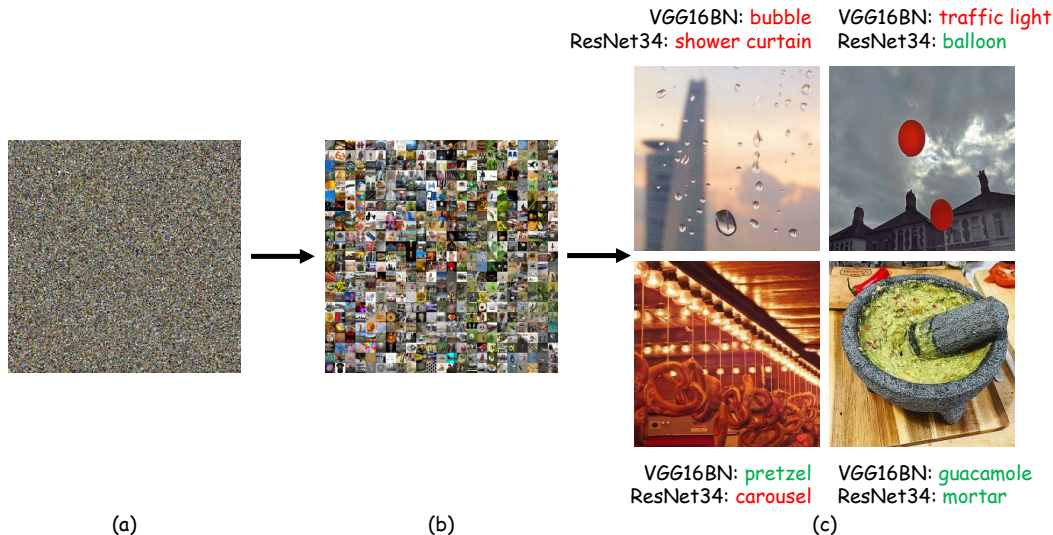 VGG16BN: bubble
ResNet34: shower curtain
VGG16BN: traffic light
ResNet34: balloon
VGG16BN: pretzel
ResNet34: carousel
VGG16BN: guacamole
ResNet34: mortar
(a)
(b)
(c)